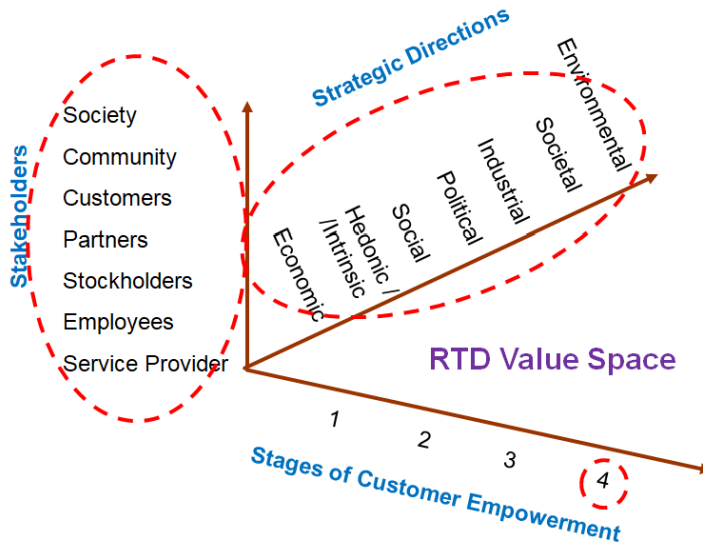 Strategic Directions
Stakeholders
Society
Community
Customers
Partners
Stockholders
Employees
Service Provider
Economic
Hedonic /
/Intrinsic
Social
Political
Industrial
Societal
Environmental
RTD Value Space
1
2
3
4
Stages of Customer Empowerment